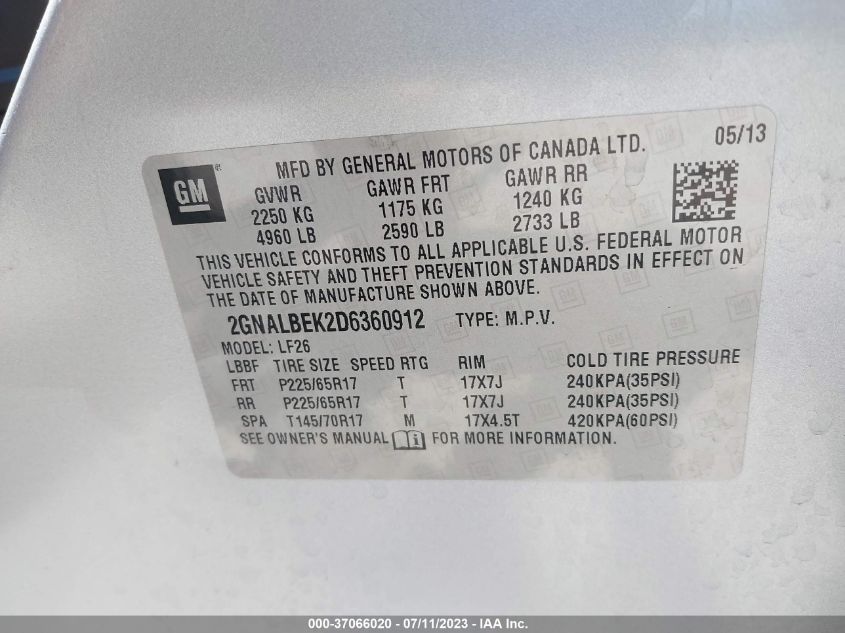 GM
MFD BY GENERAL MOTORS OF CANADA LTD. 05/13
GVWR GAWR FRT GAWR RR
2250 KG 1175 KG 1240 KG
4960 LB 2590 LB 2733 LB
THIS VEHICLE CONFORMS TO ALL APPLICABLE U.S. FEDERAL MOTOR
VEHICLE SAFETY AND THEFT PREVENTION STANDARDS IN EFFECT ON
THE DATE OF MANUFACTURE SHOWN ABOVE.
2GNALBEK2D6360912 TYPE: M.P.V.
MODEL: LF26
LBBF TIRE SIZE SPEED RTG RIM COLD TIRE PRESSURE
FRT P225/65R17 T 17X7J 240KPA(35PSI)
RR P225/65R17 T 17X7J 240KPA(35PSI)
SPA T145/70R17 M 17X4.5T 420KPA(60PSI)
SEE OWNER'S MANUAL FOR MORE INFORMATION.
000-37066020 - 07/11/2023 - IAA Inc.